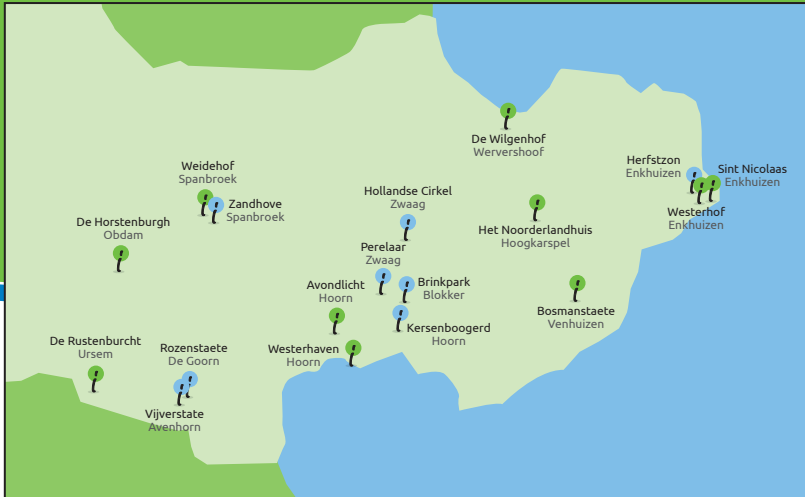 De Wilgenhof
Wervershoof
Weidehof
Spanbroek
Herfstzon
Enkhuizen
Sint Nicolaas
Enkhuizen
Hollandse Cirkel
Zwaag
Zandhove
Spanbroek
Westerhof
Enkhuizen
De Horstenburgh
Obdam
Het Noorderlandhuis
Hoogkarspel
Perelaar
Zwaag
Avondlicht
Hoorn
Brinkpark
Blokker
Bosmanstaete
Venhuizen
Kersenboogerd
Hoorn
De Rustenburcht
Ursem
Rozenstaete
De Goorn
Westerhaven
Hoorn
Vijverstate
Avenhorn